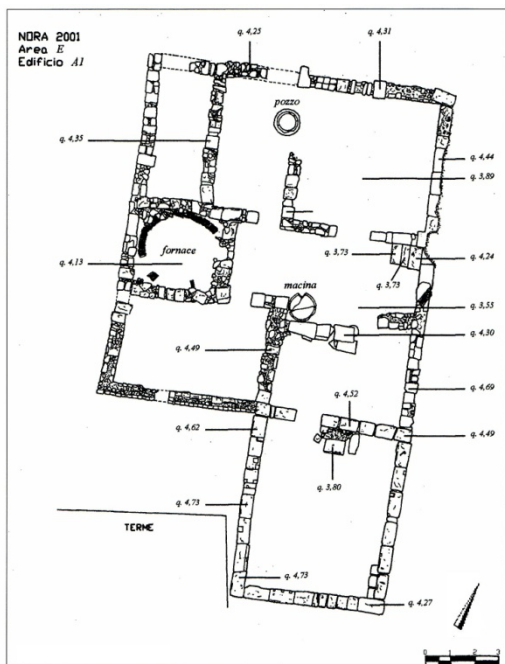 NORA 2001
Area E
Edificio A1
q. 4,25
q. 4,31
pozzo
q. 4,35
q. 4,44
q. 3,89
fornace
q. 4,13
q. 3,73
q. 4,24
q. 3,73
macina
q. 3,55
q. 4,30
q. 4,49
q. 4,69
q. 4,52
q. 4,62
q. 4,49
q. 3,80
q. 4,73
TERME
q. 4,73
q. 4,27
0 1 2 3